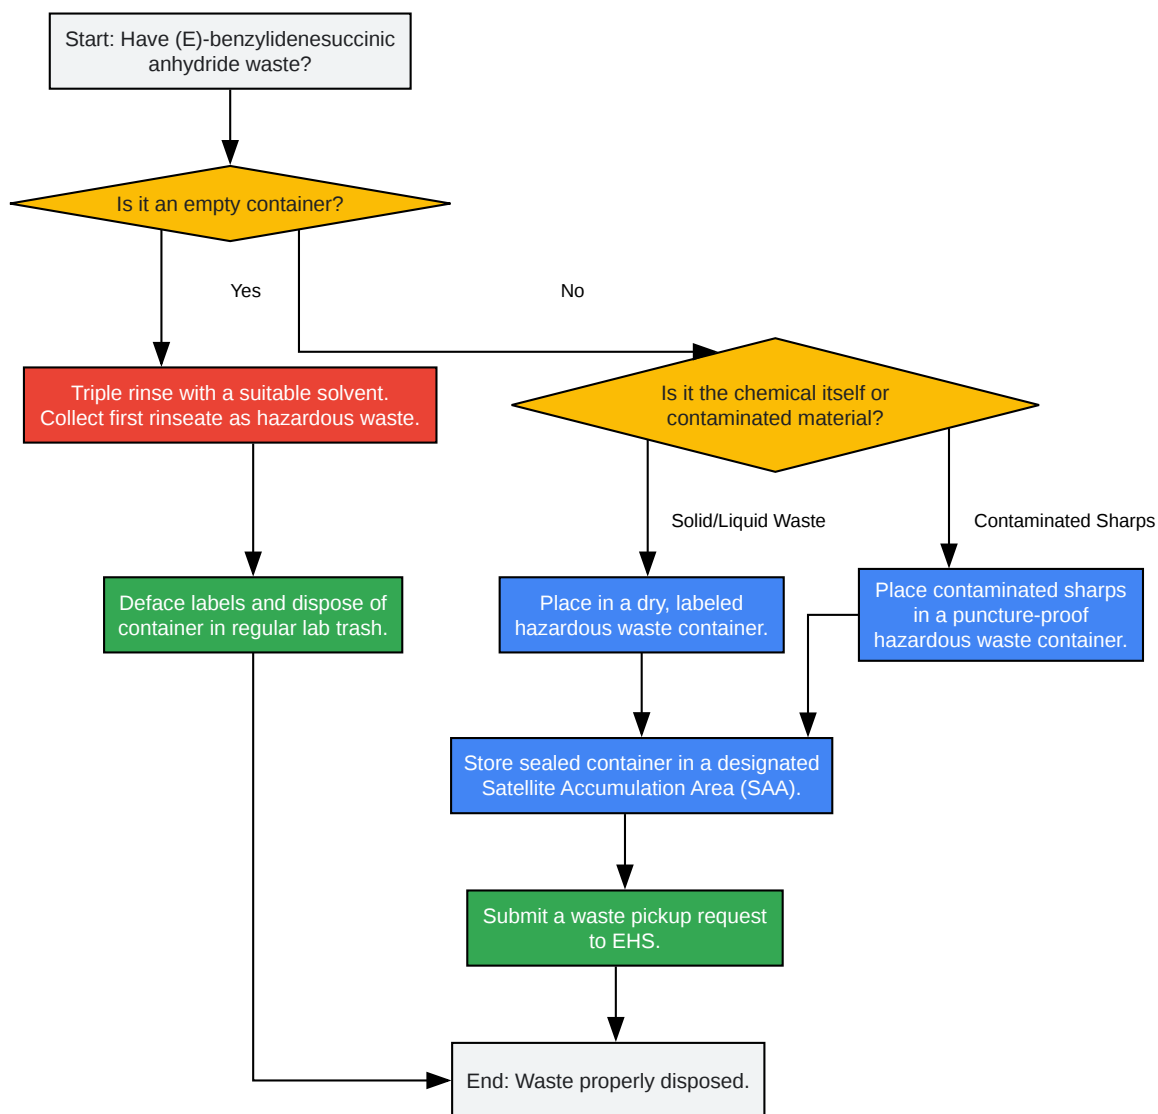 Start: Have (E)-benzylidenesuccinic
anhydride waste?
Is it an empty container?
Yes
No
Triple rinse with a suitable solvent.
Collect first rinseate as hazardous waste.
Is it the chemical itself or
contaminated material?
Solid/Liquid Waste
Contaminated Sharps
Deface labels and dispose of
container in regular lab trash.
Place in a dry, labeled
hazardous waste container.
Place contaminated sharps
in a puncture-proof
hazardous waste container.
Store sealed container in a designated
Satellite Accumulation Area (SAA).
Submit a waste pickup request
to EHS.
End: Waste properly disposed.